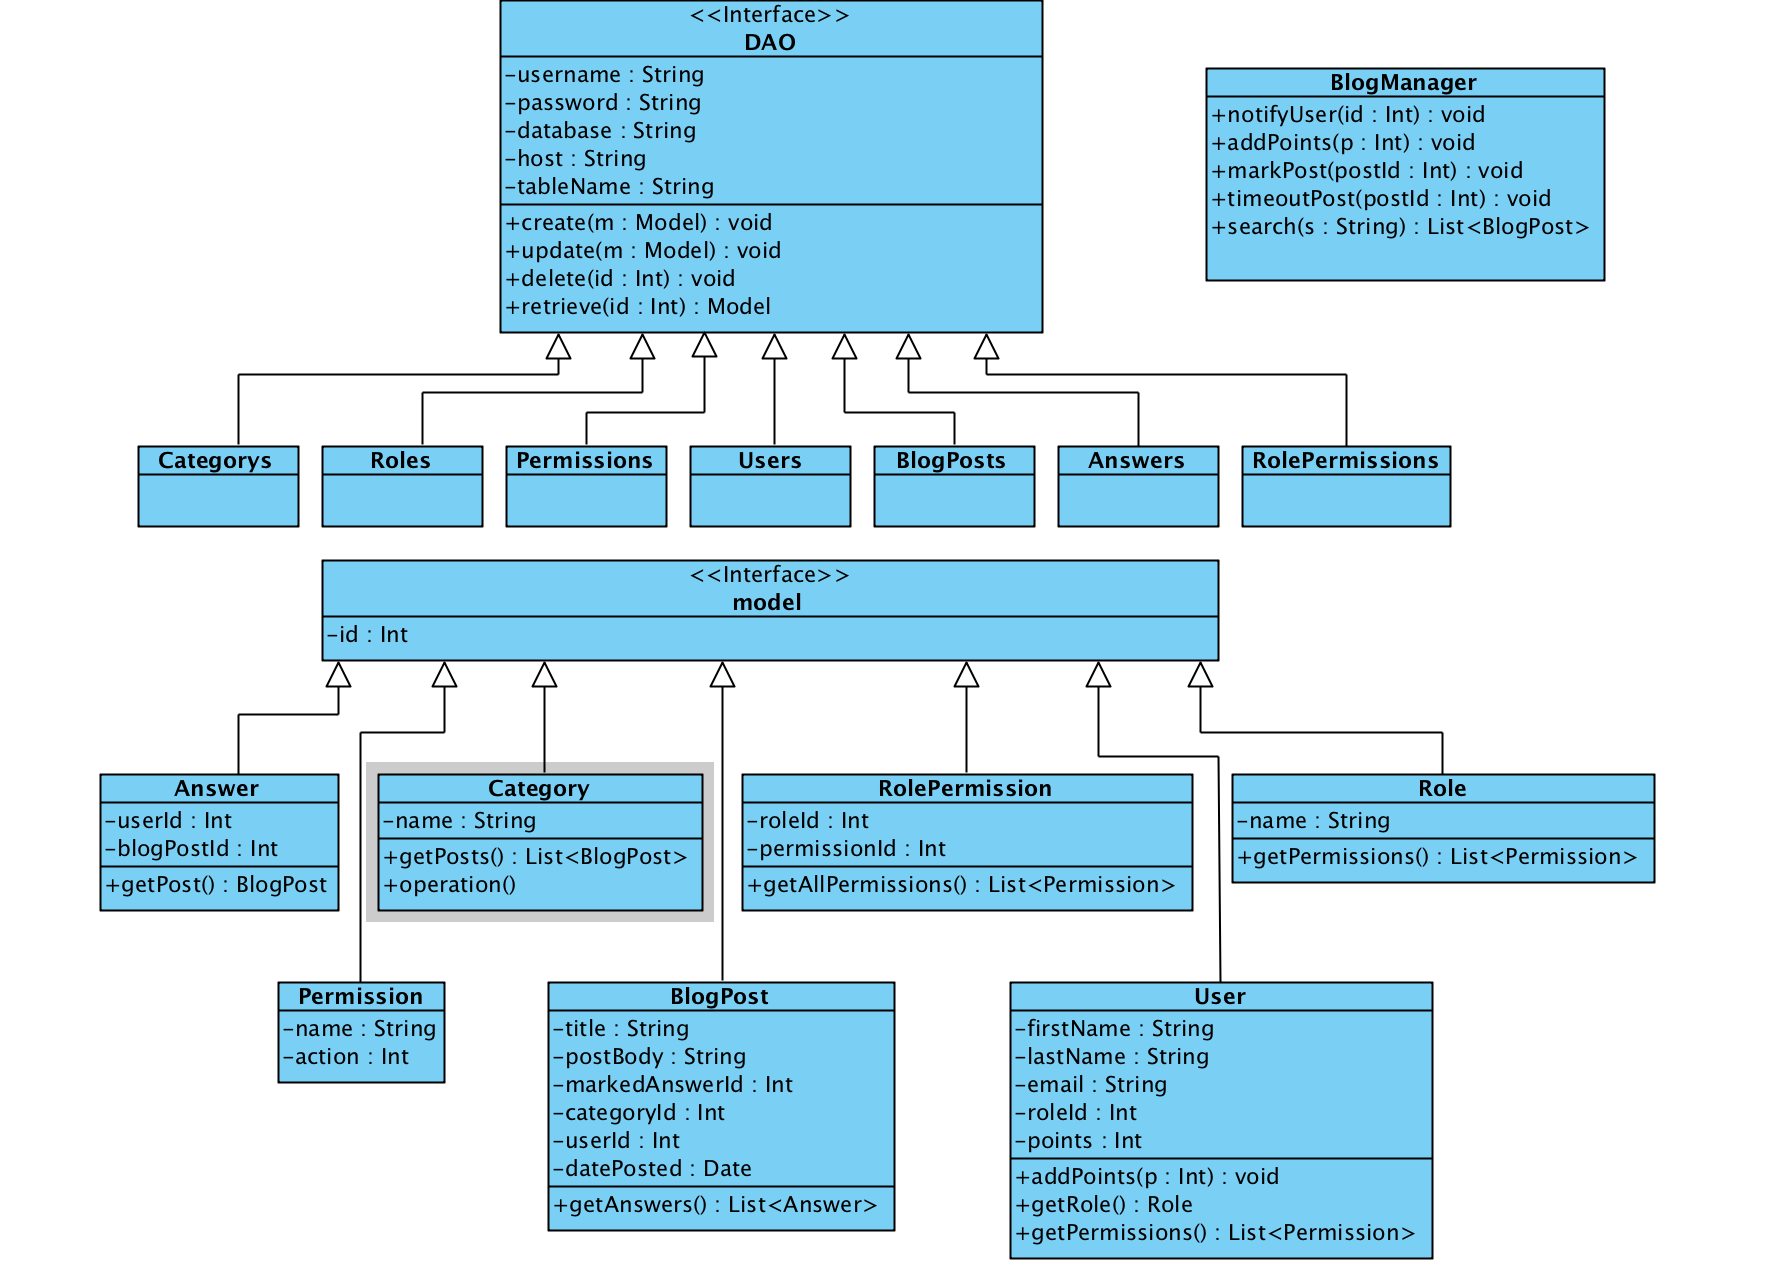 <<Interface>>
DAO
-username : String
-password : String
-database : String
-host : String
-tableName : String
+create(m : Model) : void
+update(m : Model) : void
+delete(id : Int) : void
+retrieve(id : Int) : Model
BlogManager
+notifyUser(id : Int) : void
+addPoints(p : Int) : void
+markPost(postId : Int) : void
+timeoutPost(postId : Int) : void
+search(s : String) : List<BlogPost>
Categorys
Roles
Permissions
Users
BlogPosts
Answers
RolePermissions
<<Interface>>
model
-id : Int
Answer
-userId : Int
-blogPostId : Int
+getPost() : BlogPost
Category
-name : String
+getPosts() : List<BlogPost>
+operation()
RolePermission
-roleId : Int
-permissionId : Int
+getAllPermissions() : List<Permission>
Role
-name : String
+getPermissions() : List<Permission>
Permission
-name : String
-action : Int
BlogPost
-title : String
-postBody : String
-markedAnswerId : Int
-categoryId : Int
-userId : Int
-datePosted : Date
+getAnswers() : List<Answer>
User
-firstName : String
-lastName : String
-email : String
-roleId : Int
-points : Int
+addPoints(p : Int) : void
+getRole() : Role
+getPermissions() : List<Permission>